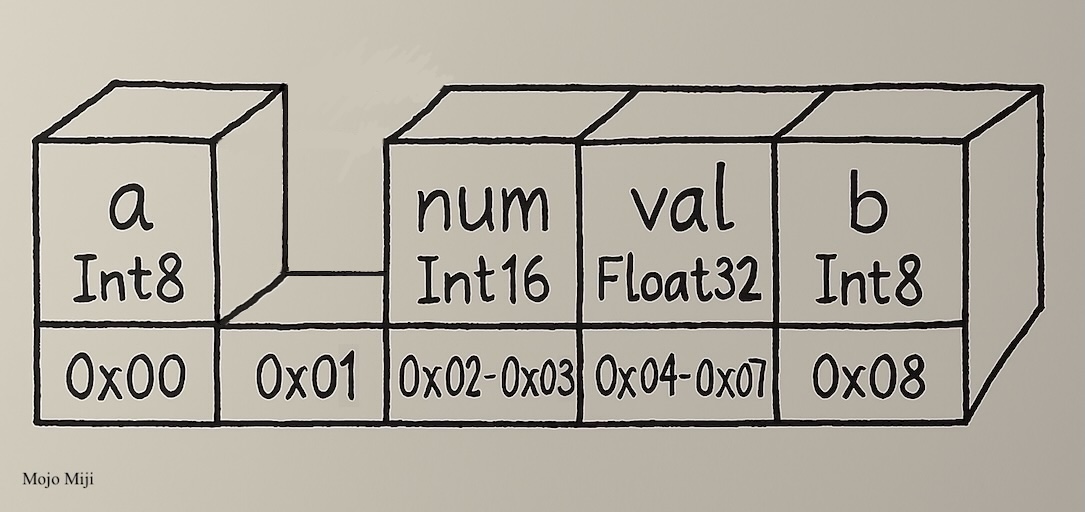 a
Int8
num
Int16
val
Float32
b
Int8
0x00
0x01
0x02-0x03
0x04-0x07
0x08
Mojo Miji